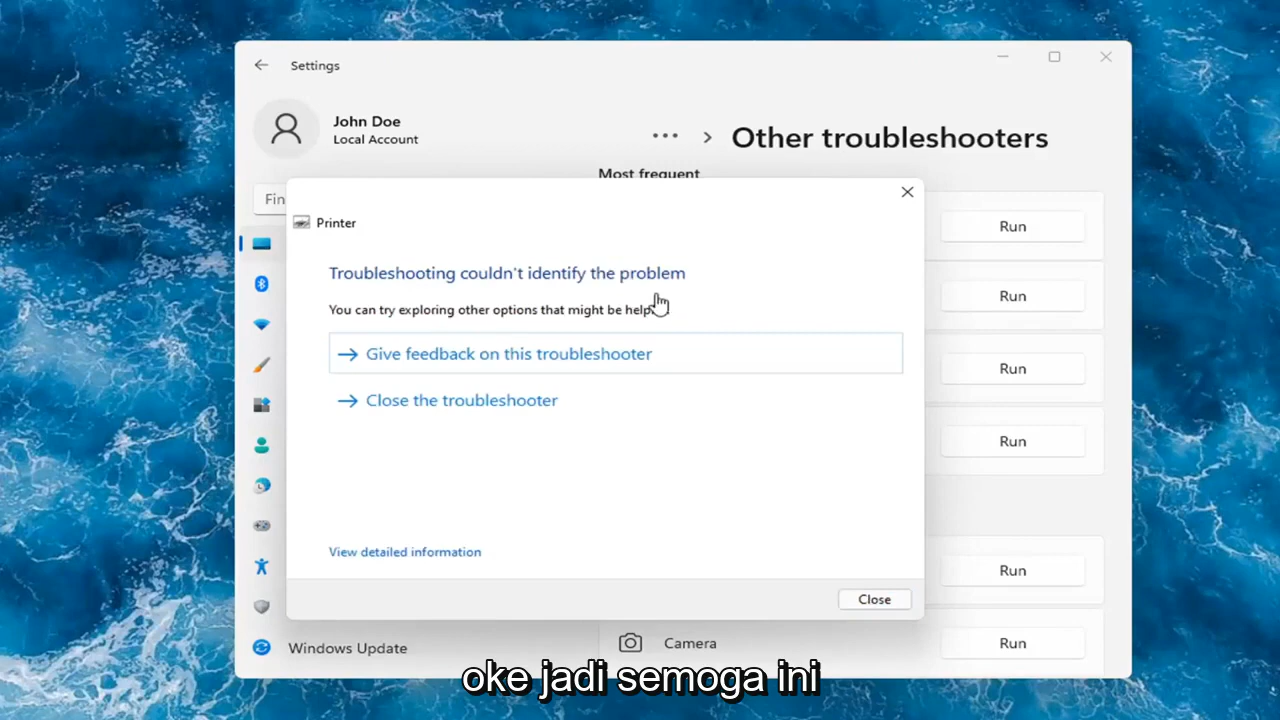 Settings
John Doe
Local Account
Other troubleshooters
Most frequent
Fin
Printer
Troubleshooting couldn't identify the problem
You can try exploring other options that might be help
Give feedback on this troubleshooter
Close the troubleshooter
View detailed information
Close
Run
Run
Run
Run
Run
Windows Update
Camera
Run
oke jadi semoga ini